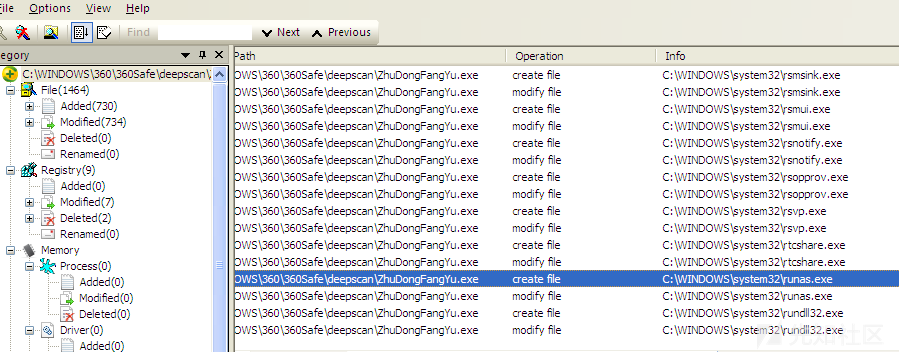 File Options View Help
Find Next Previous
egory
C:\WINDOWS\360\360Safe\deepscan\
File(1464)
Added(730)
Modified(734)
Deleted(0)
Renamed(0)
Registry(9)
Added(0)
Modified(7)
Deleted(2)
Renamed(0)
Memory
Process(0)
Added(0)
Modified(0)
Deleted(0)
Driver(0)
Added(0)
Path Operation Info
OWS\360\360Safe\deepscan\ZhuDongFangYu.exe create file C:\WINDOWS\system32\rsmsink.exe
OWS\360\360Safe\deepscan\ZhuDongFangYu.exe modify file C:\WINDOWS\system32\rsmsink.exe
OWS\360\360Safe\deepscan\ZhuDongFangYu.exe create file C:\WINDOWS\system32\rsmui.exe
OWS\360\360Safe\deepscan\ZhuDongFangYu.exe modify file C:\WINDOWS\system32\rsmui.exe
OWS\360\360Safe\deepscan\ZhuDongFangYu.exe create file C:\WINDOWS\system32\rsnotify.exe
OWS\360\360Safe\deepscan\ZhuDongFangYu.exe modify file C:\WINDOWS\system32\rsnotify.exe
OWS\360\360Safe\deepscan\ZhuDongFangYu.exe create file C:\WINDOWS\system32\rsopprov.exe
OWS\360\360Safe\deepscan\ZhuDongFangYu.exe modify file C:\WINDOWS\system32\rsopprov.exe
OWS\360\360Safe\deepscan\ZhuDongFangYu.exe create file C:\WINDOWS\system32\rsvp.exe
OWS\360\360Safe\deepscan\ZhuDongFangYu.exe modify file C:\WINDOWS\system32\rsvp.exe
OWS\360\360Safe\deepscan\ZhuDongFangYu.exe create file C:\WINDOWS\system32\rtcshare.exe
OWS\360\360Safe\deepscan\ZhuDongFangYu.exe modify file C:\WINDOWS\system32\rtcshare.exe
OWS\360\360Safe\deepscan\ZhuDongFangYu.exe create file C:\WINDOWS\system32\runas.exe
OWS\360\360Safe\deepscan\ZhuDongFangYu.exe modify file C:\WINDOWS\system32\runas.exe
OWS\360\360Safe\deepscan\ZhuDongFangYu.exe create file C:\WINDOWS\system32\rundll32.exe
OWS\360\360Safe\deepscan\ZhuDongFangYu.exe modify file C:\WINDOWS\system32\rundll32.exe
先知社区